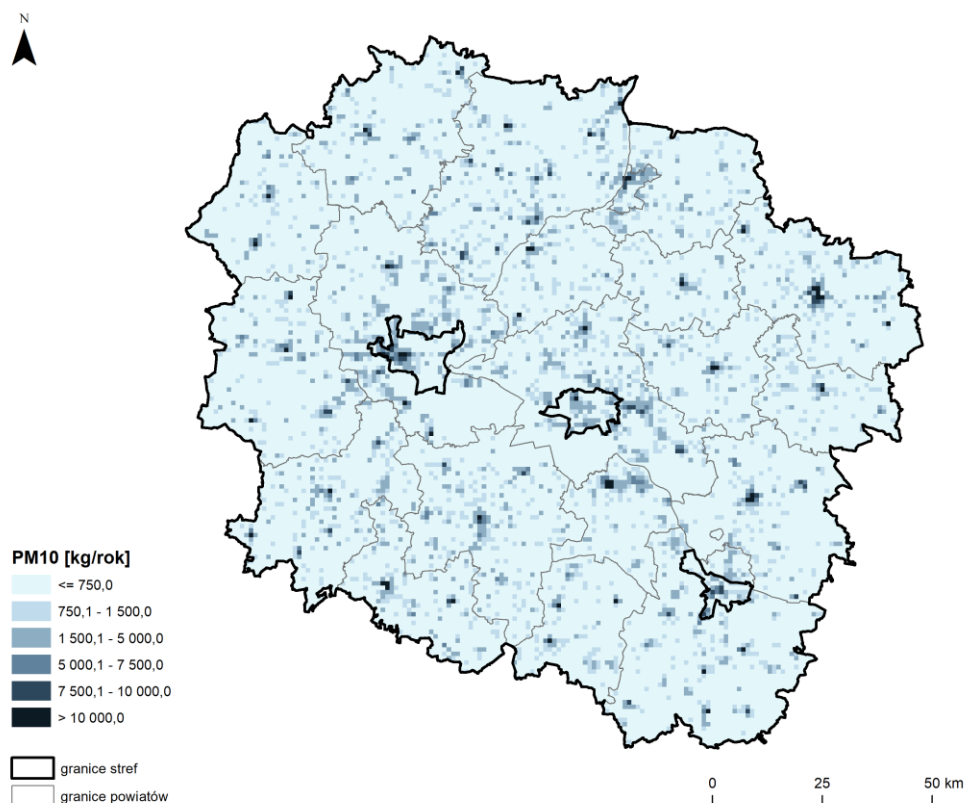 N
PM10 [kg/rok]
<= 750,0
750,1 - 1 500,0
1 500,1 - 5 000,0
5 000,1 - 7 500,0
7 500,1 - 10 000,0
> 10 000,0
granice stref
granice powiatów
0 25 50 km